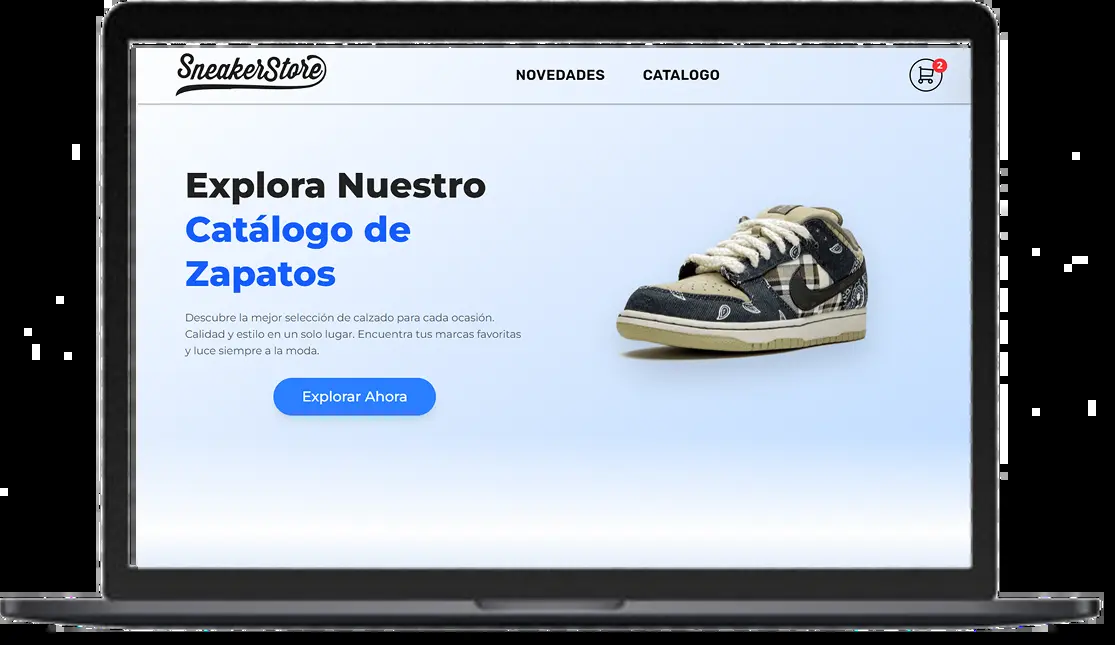 SneakerStore
NOVEDADES
CATALOGO
2
Explora Nuestro
Catálogo de
Zapatos
Descubre la mejor selección de calzado para cada ocasión.
Calidad y estilo en un solo lugar. Encuentra tus marcas favoritas
y luce siempre a la moda.
Explorar Ahora